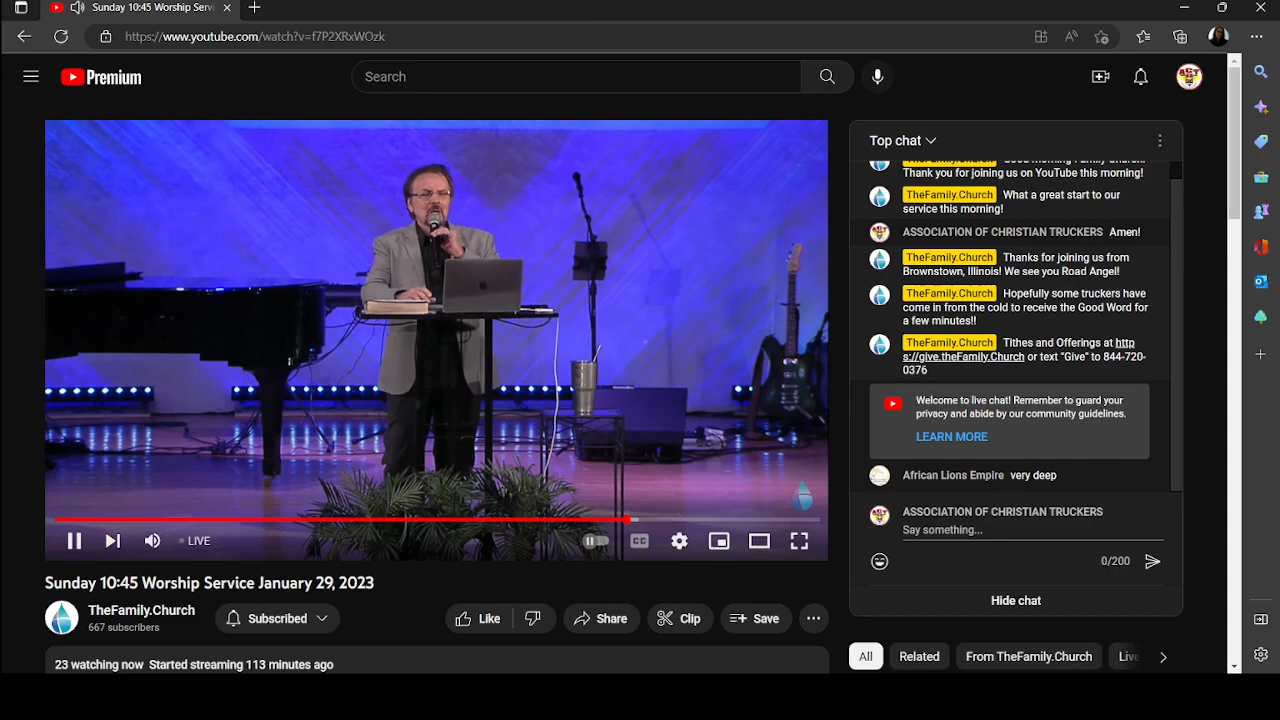 Sunday 10:45 Worship Servi
https://www.youtube.com/watch?v=f7P2XRxWOzk
Premium
Search
Top chat
TheFamily.Church Good morning Family Church!
Thank you for joining us on YouTube this morning!
TheFamily.Church What a great start to our
service this morning!
ASSOCIATION OF CHRISTIAN TRUCKERS Amen!
TheFamily.Church Thanks for joining us from
Brownstown, Illinois! We see you Road Angel!
TheFamily.Church Hopefully some truckers have
come in from the cold to receive the Good Word for
a few minutes!!
TheFamily.Church Tithes and Offerings at http
s://give.theFamily.Church or text "Give" to 844-720-
0376
Welcome to live chat! Remember to guard your
privacy and abide by our community guidelines.
LEARN MORE
African Lions Empire very deep
ASSOCIATION OF CHRISTIAN TRUCKERS
Say something...
0/200
Hide chat
LIVE
CC
Sunday 10:45 Worship Service January 29, 2023
TheFamily.Church
667 subscribers
Subscribed
Like
Share
Clip
Save
23 watching now Started streaming 113 minutes ago
All
Related
From TheFamily.Church
Live